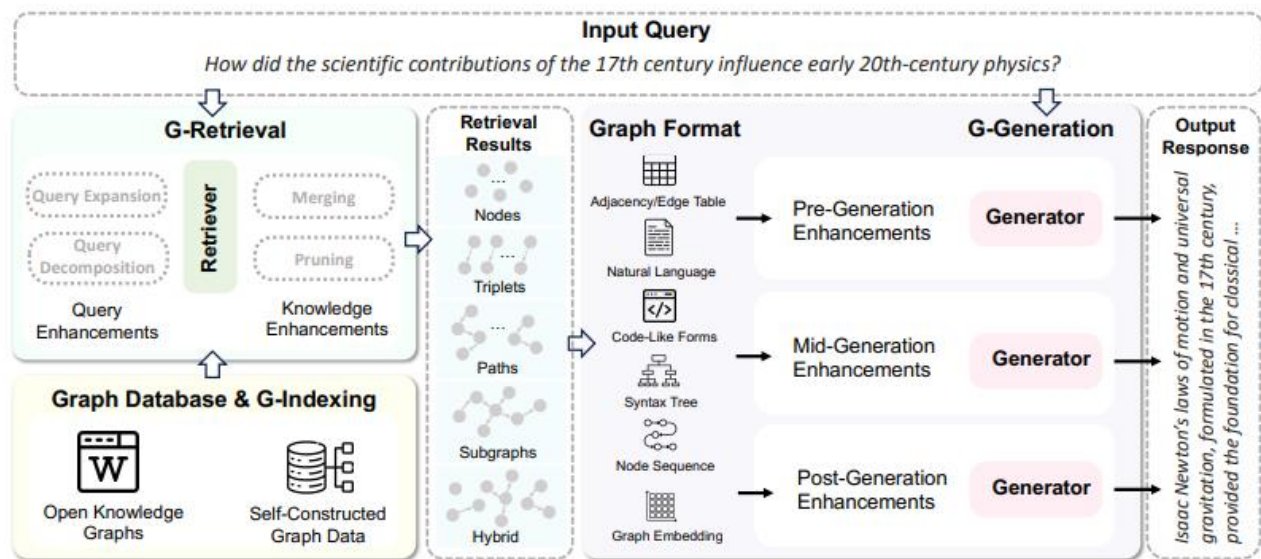 Input Query
How did the scientific contributions of the 17th century influence early 20th-century physics?
G-Retrieval
Query Expansion
Query
Decomposition
Query
Enhancements
Retriever
Merging
Pruning
Knowledge
Enhancements
Graph Database & G-Indexing
W
Open Knowledge
Graphs
Self-Constructed
Graph Data
Retrieval
Results
...
Nodes
...
Triplets
...
Paths
Subgraphs
Hybrid
Graph Format
Adjacency/Edge Table
Natural Language
</>
Code-Like Forms
Syntax Tree
Node Sequence
Graph Embedding
G-Generation
Pre-Generation
Enhancements
Generator
Mid-Generation
Enhancements
Generator
Post-Generation
Enhancements
Generator
Output
Response
Isaac Newton's laws of motion and universal
gravitation, formulated in the 17th century,
provided the foundation for classical ...